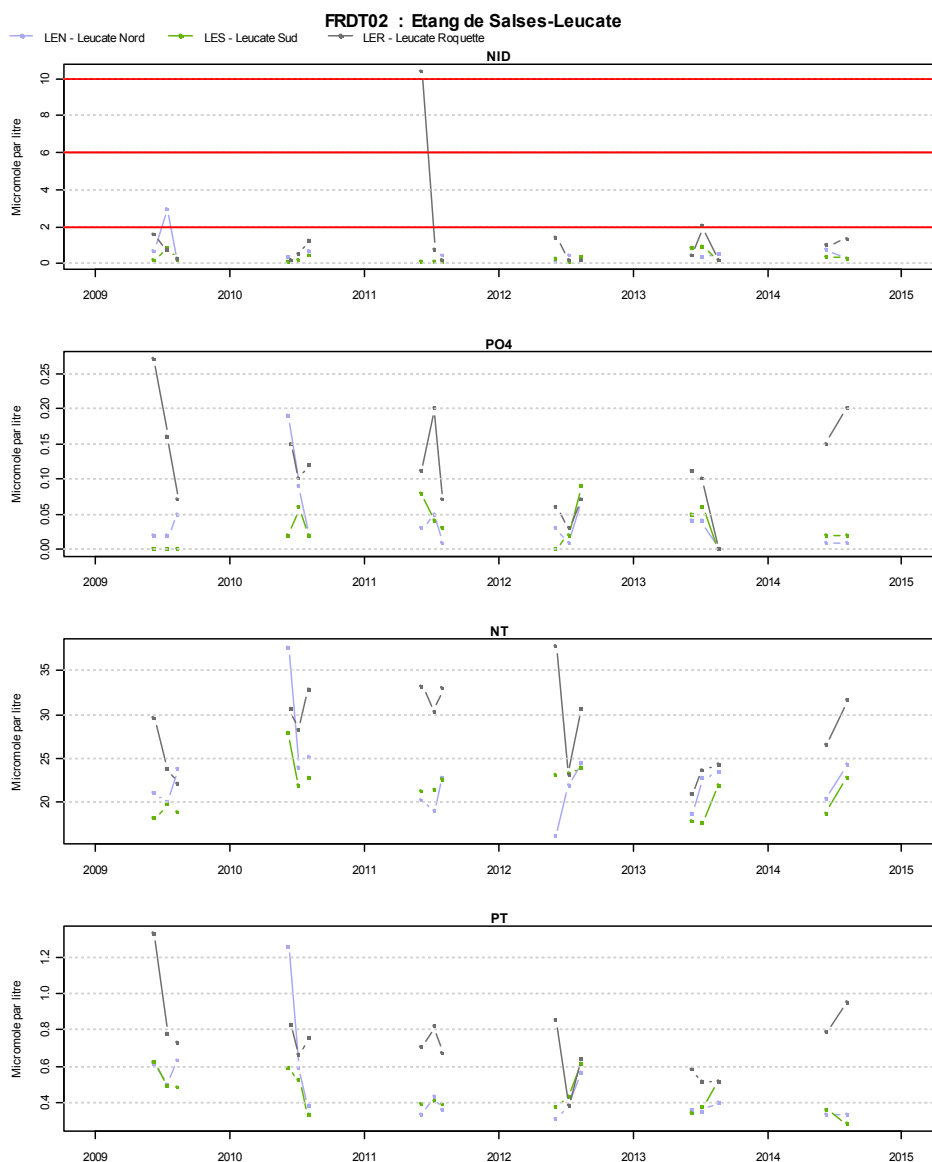 FRDT02 : Etang de Salses-Leucate
LEN - Leucate Nord LES - Leucate Sud LER - Leucate Roquette
NID
Micromole par litre
10
8
6
4
2
0
2009 2010 2011 2012 2013 2014 2015
PO4
Micromole par litre
0.25
0.20
0.15
0.10
0.05
0.00
2009 2010 2011 2012 2013 2014 2015
NT
Micromole par litre
35
30
25
20
2009 2010 2011 2012 2013 2014 2015
PT
Micromole par litre
1.2
1.0
0.8
0.6
0.4
2009 2010 2011 2012 2013 2014 2015